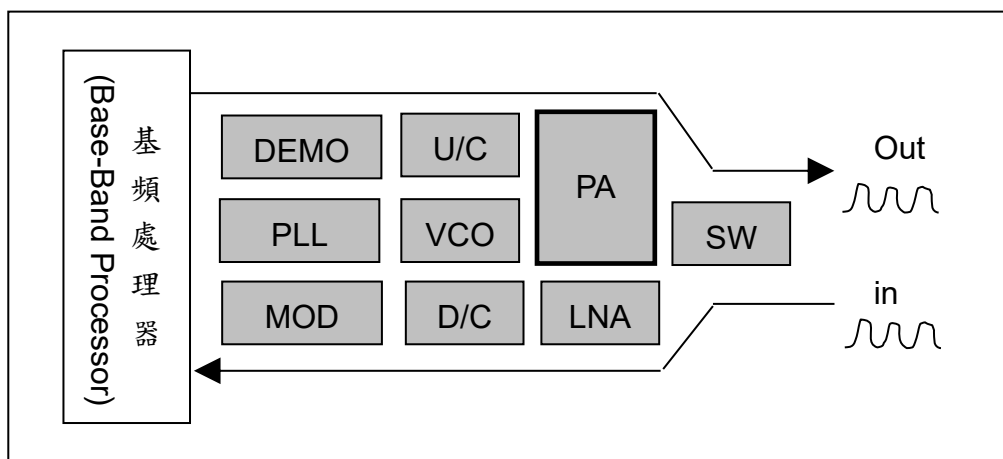 基頻處理器
(Base-Band Processor)
DEMO
U/C
PA
Out
PLL
VCO
SW
MOD
D/C
LNA
in